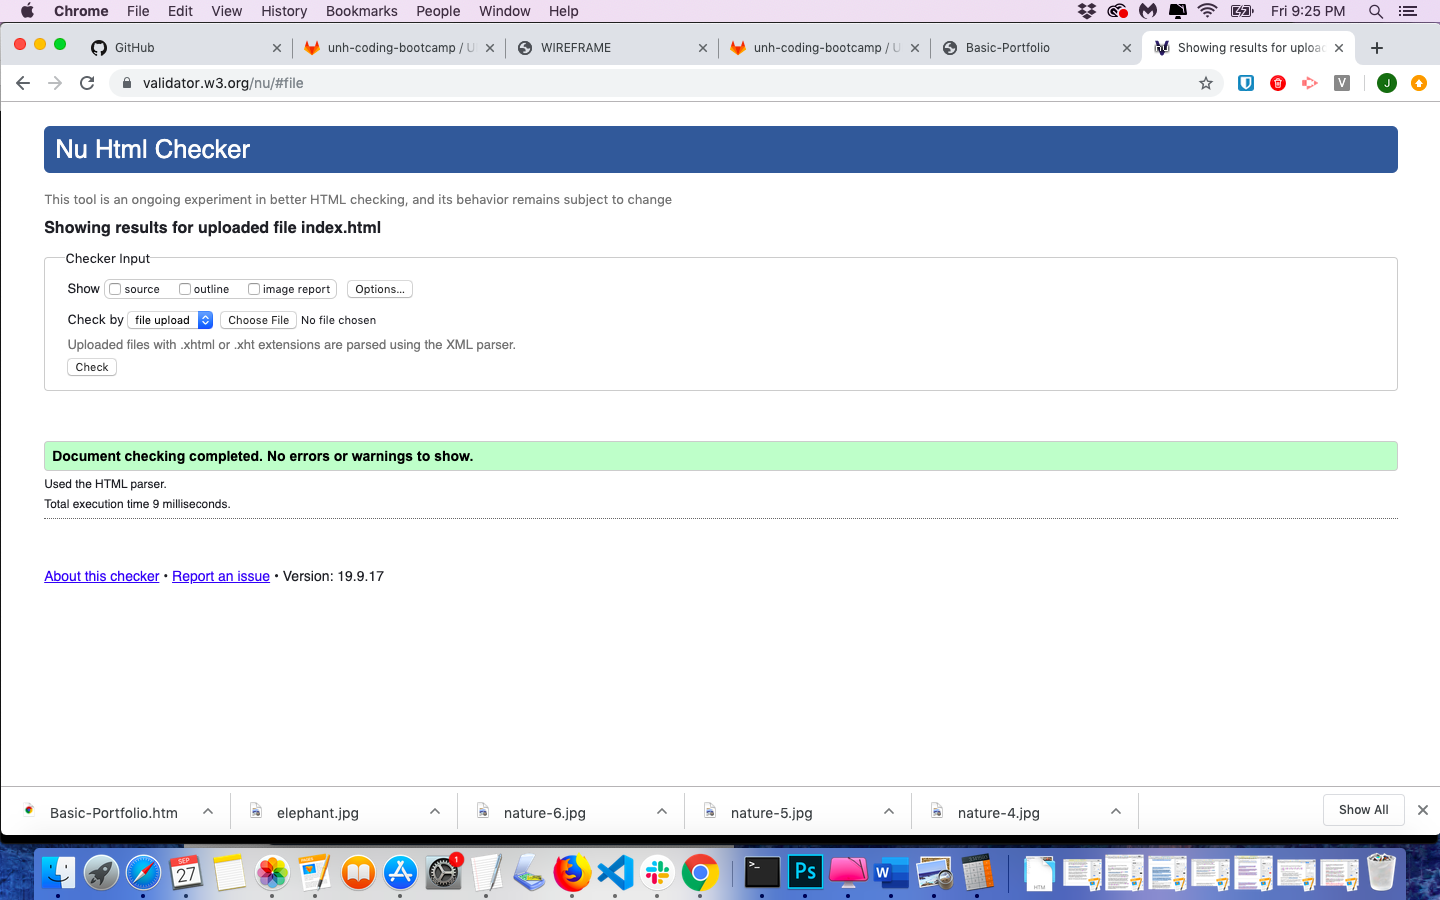 Chrome File Edit View History Bookmarks People Window Help Fri 9:25 PM
GitHub unh-coding-bootcamp / U WIREFRAME unh-coding-bootcamp / U Basic-Portfolio Showing results for uploa
validator.w3.org/nu/#file V J
Nu Html Checker
This tool is an ongoing experiment in better HTML checking, and its behavior remains subject to change
Showing results for uploaded file index.html
Checker Input
Show source outline image report Options...
Check by file upload Choose File No file chosen
Uploaded files with .xhtml or .xht extensions are parsed using the XML parser.
Check
Document checking completed. No errors or warnings to show.
Used the HTML parser.
Total execution time 9 milliseconds.
About this checker • Report an issue • Version: 19.9.17
Basic-Portfolio.htm elephant.jpg nature-6.jpg nature-5.jpg nature-4.jpg Show All
SEP 27 1 >_ Ps W HTM